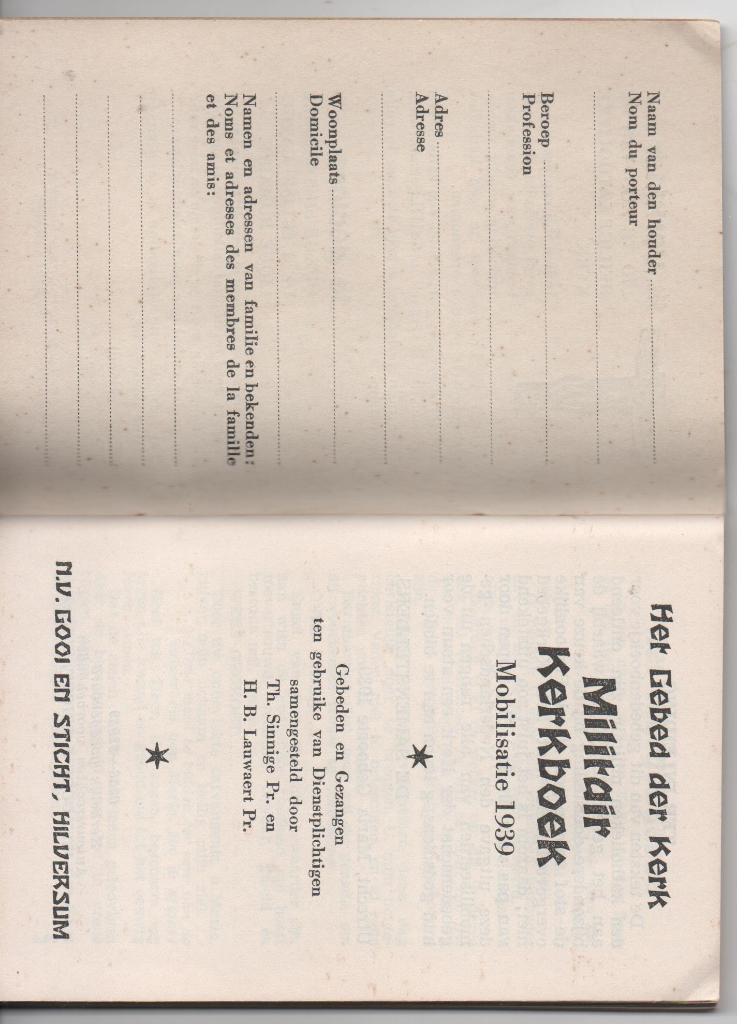 Naam van den houder
Nom du porteur
Beroep
Profession
Adres
Adresse
Woonplaats
Domicile
Namen en adressen van familie en bekenden:
Noms et adresses des membres de la famille
et des amis:
Het Gebed der Kerk
Militair
Kerkboek
Mobilisatie 1939
Gebeden en Gezangen
ten gebruike van Dienstplichtigen
samengesteld door
Th. Sinnige Pr. en
H. B. Lauwaert Pr.
N.V. GOOI EN STICHT, HILVERSUM